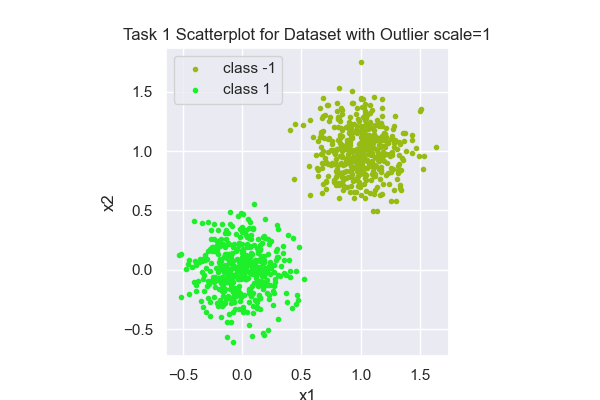 Task 1 Scatterplot for Dataset with Outlier scale=1
class -1
class 1
1.5
1.0
0.5
0.0
−0.5
x2
−0.5 0.0 0.5 1.0 1.5
x1